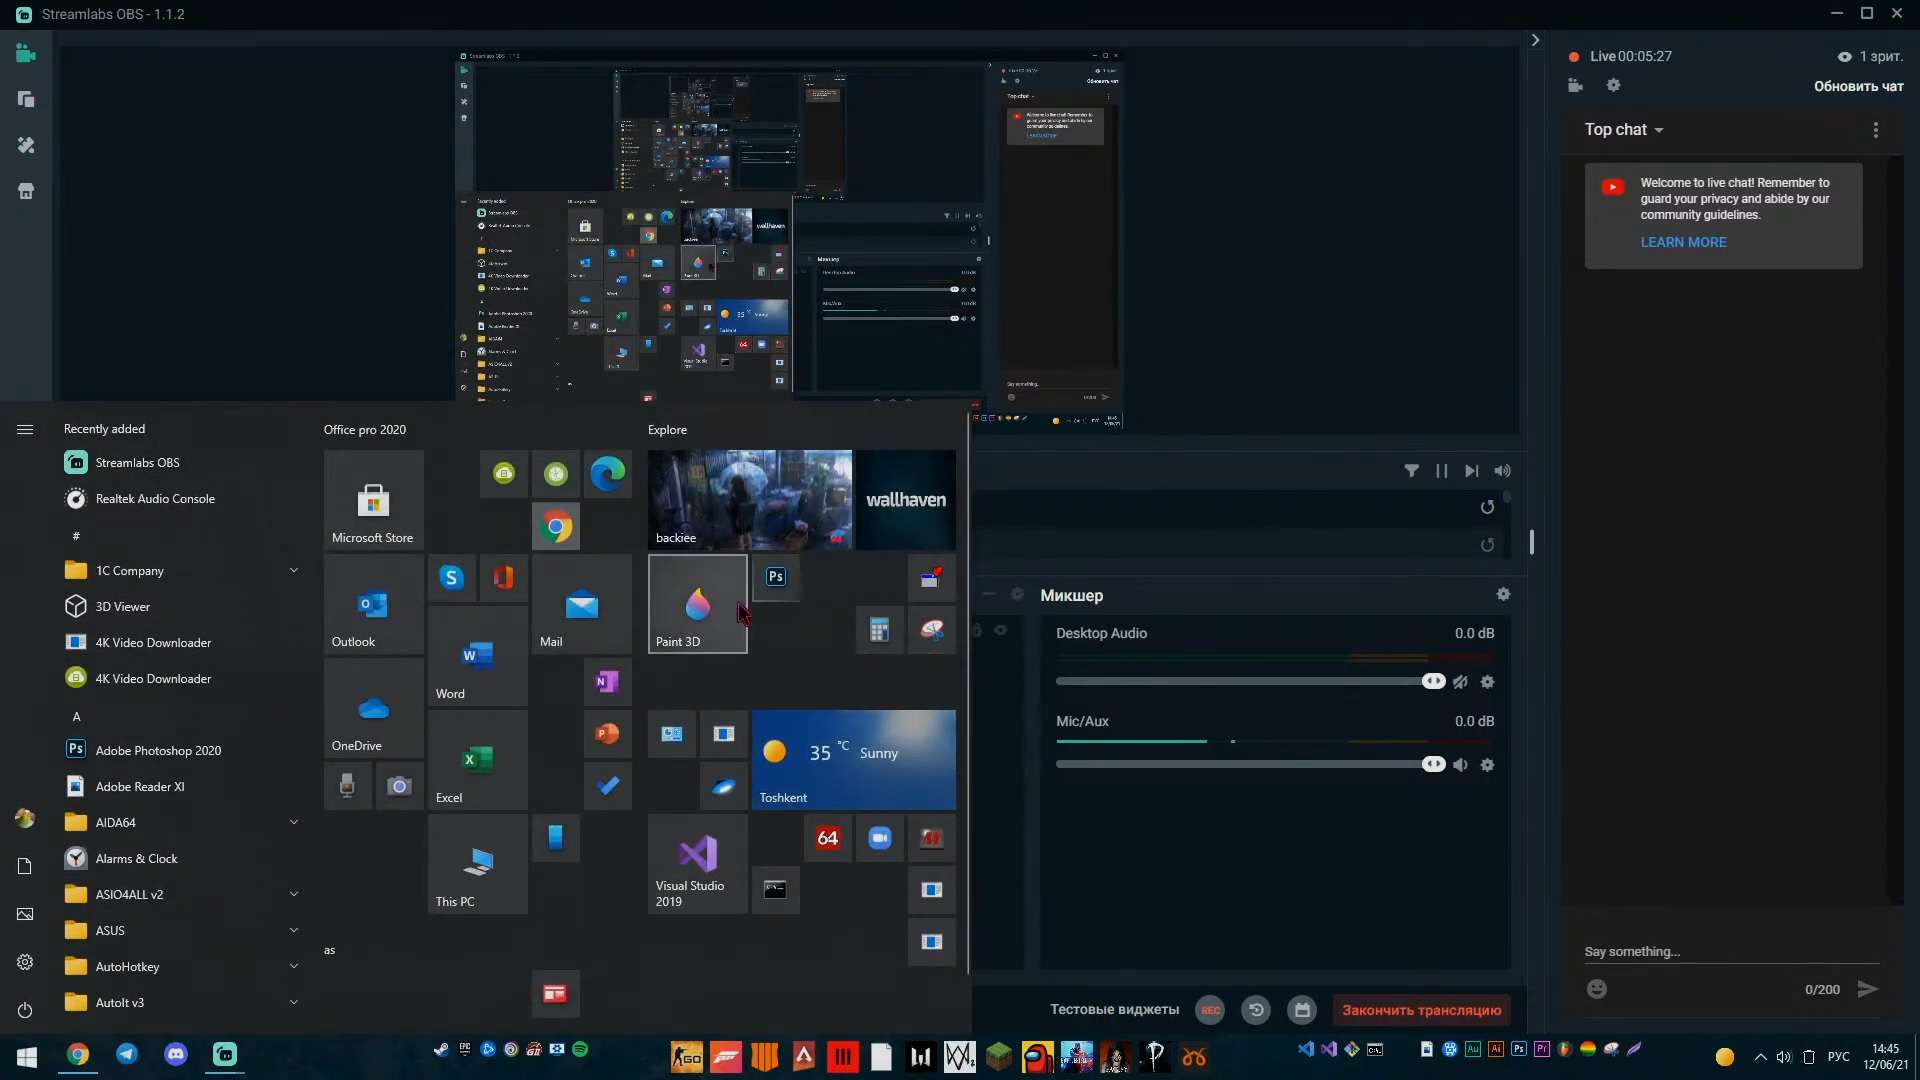 Streamlabs OBS - 1.1.2
Live 00:05:27
1 зрит.
Обновить чат
Top chat
Welcome to live chat! Remember to
guard your privacy and abide by our
community guidelines.
LEARN MORE
Recently added
Streamlabs OBS
Realtek Audio Console
#
1C Company
3D Viewer
4K Video Downloader
4K Video Downloader
A
Adobe Photoshop 2020
Adobe Reader XI
AIDA64
Alarms & Clock
ASIO4ALL v2
ASUS
AutoHotkey
AutoIt v3
Office pro 2020
Microsoft Store
Outlook
Mail
Word
OneDrive
Excel
This PC
as
Explore
backiee
wallhaven
Paint 3D
Ps
35 °C Sunny
Toshkent
64
Visual Studio
2019
Микшер
Desktop Audio
0.0 dB
Mic/Aux
0.0 dB
Тестовые виджеты
REC
Закончить трансляцию
Say something...
0/200
РУС
14:45
12/06/21